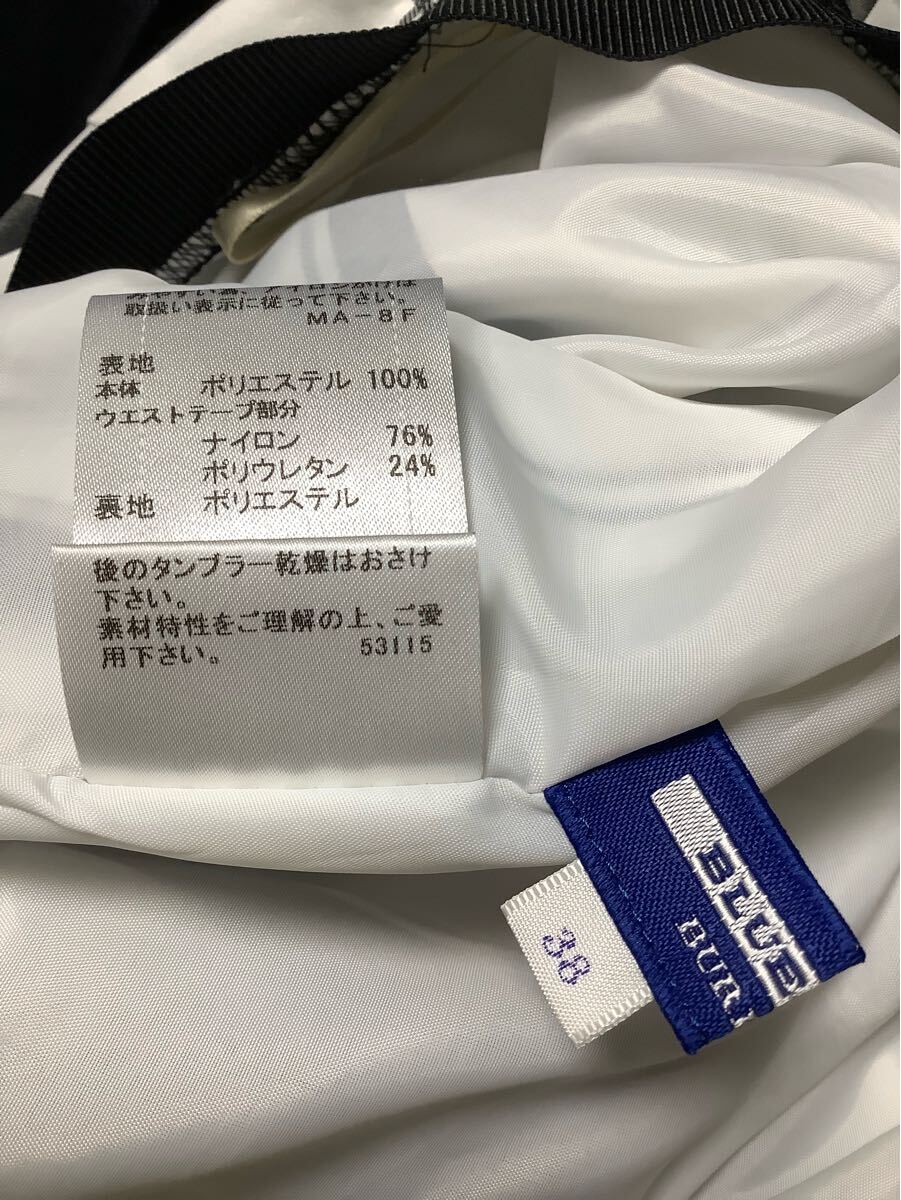 取扱い表示に従って下さい。
MA-8F
表地
本体 ポリエステル 100%
ウエストテープ部分
ナイロン 76%
ポリウレタン 24%
裏地 ポリエステル
後のタンブラー乾燥はおさけ
下さい。
素材特性をご理解の上、ご愛
用下さい。 53115
BLUE
BUR
38